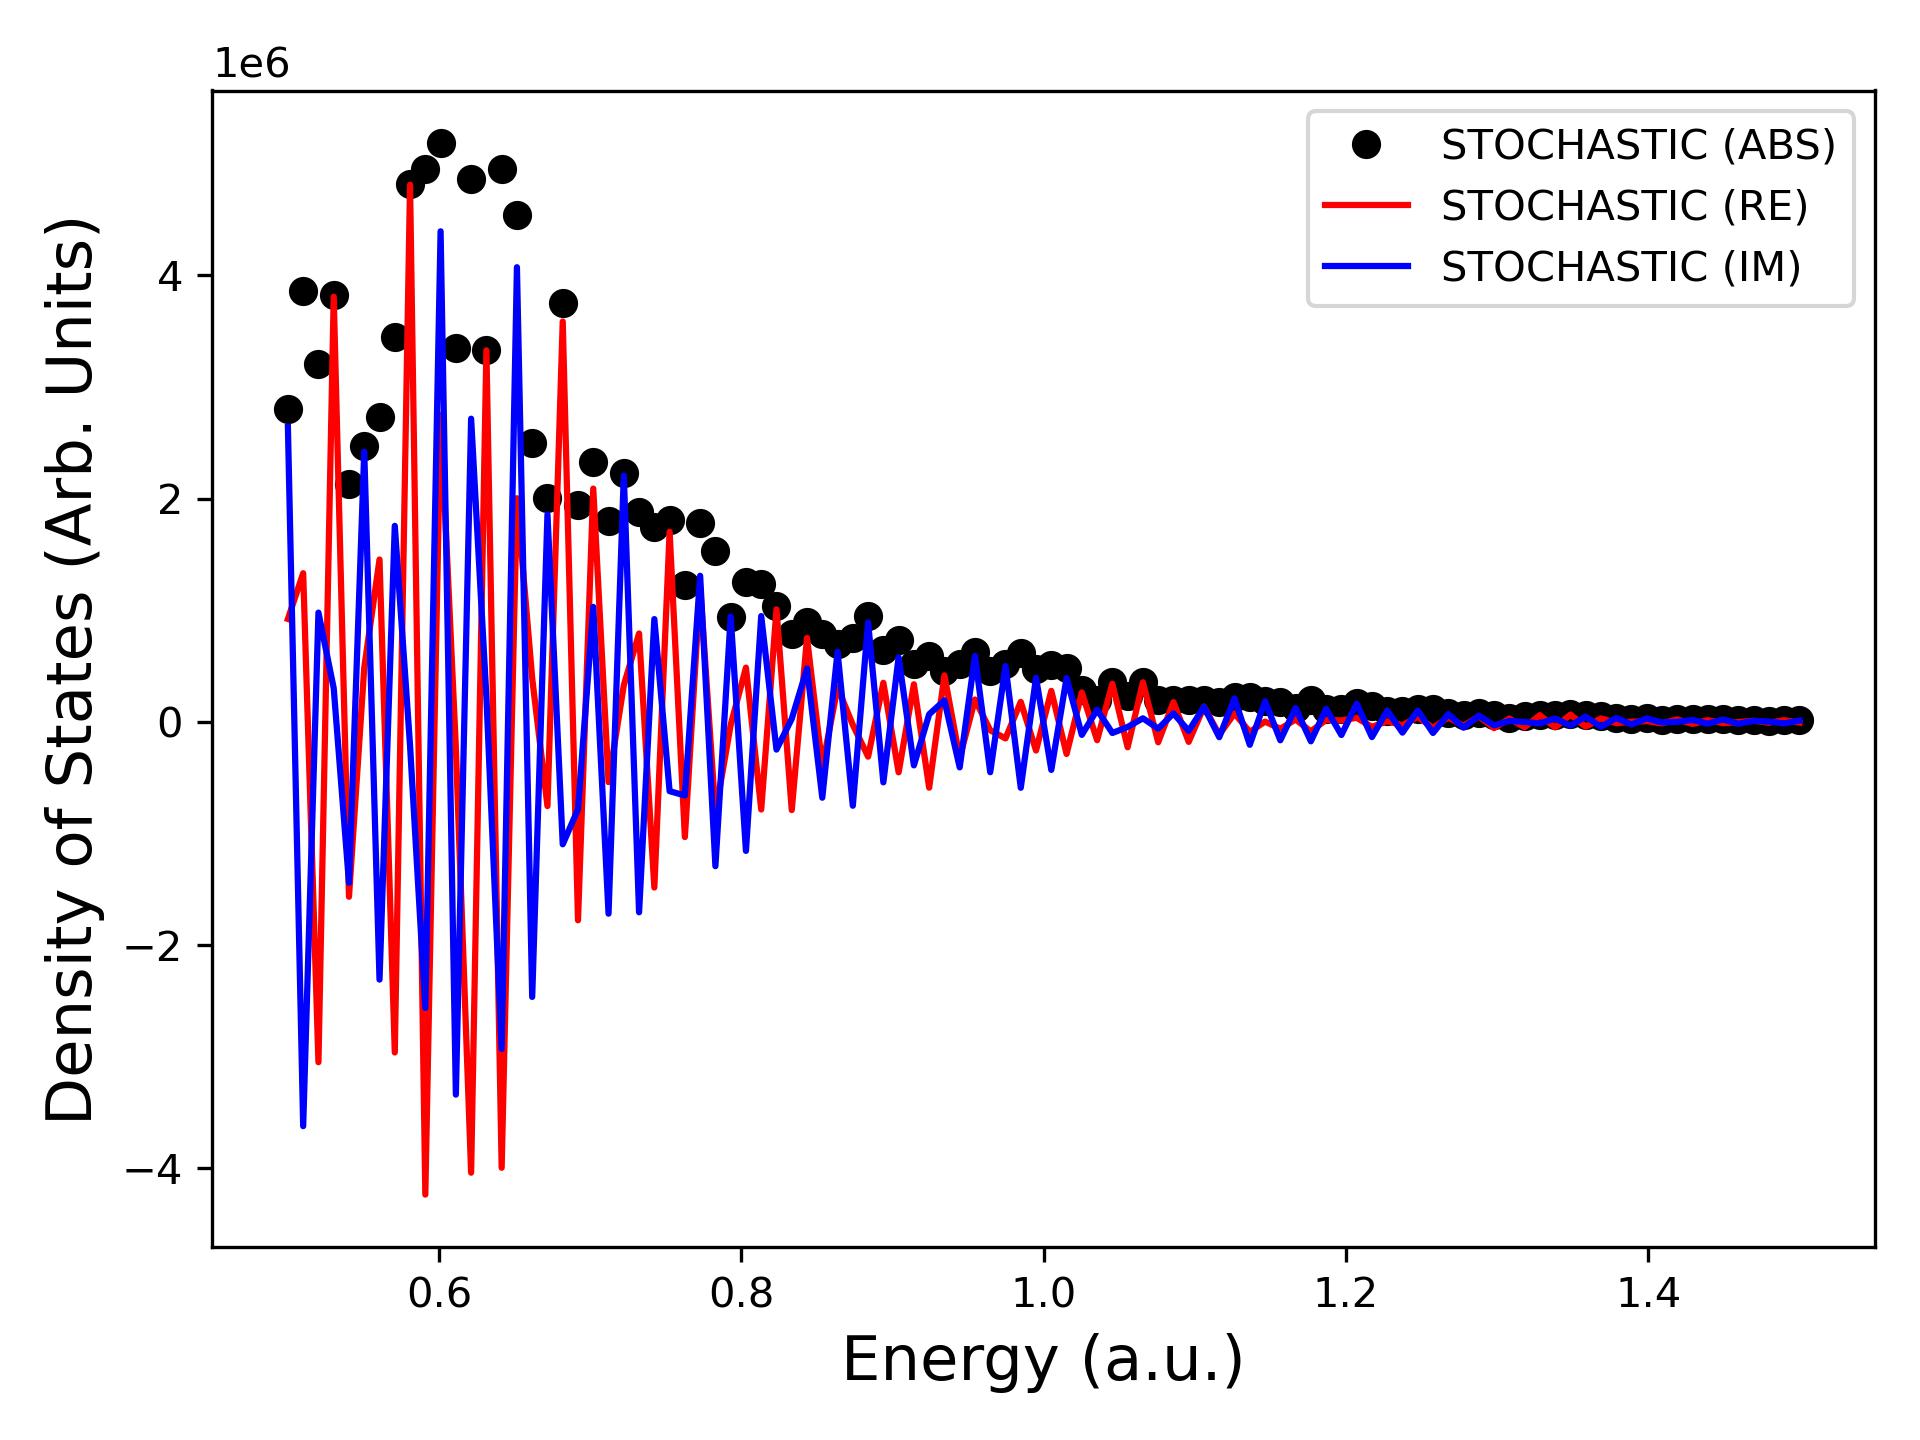 1e6
STOCHASTIC (ABS)
STOCHASTIC (RE)
STOCHASTIC (IM)
Density of States (Arb. Units)
4
2
0
−2
−4
0.6 0.8 1.0 1.2 1.4
Energy (a.u.)